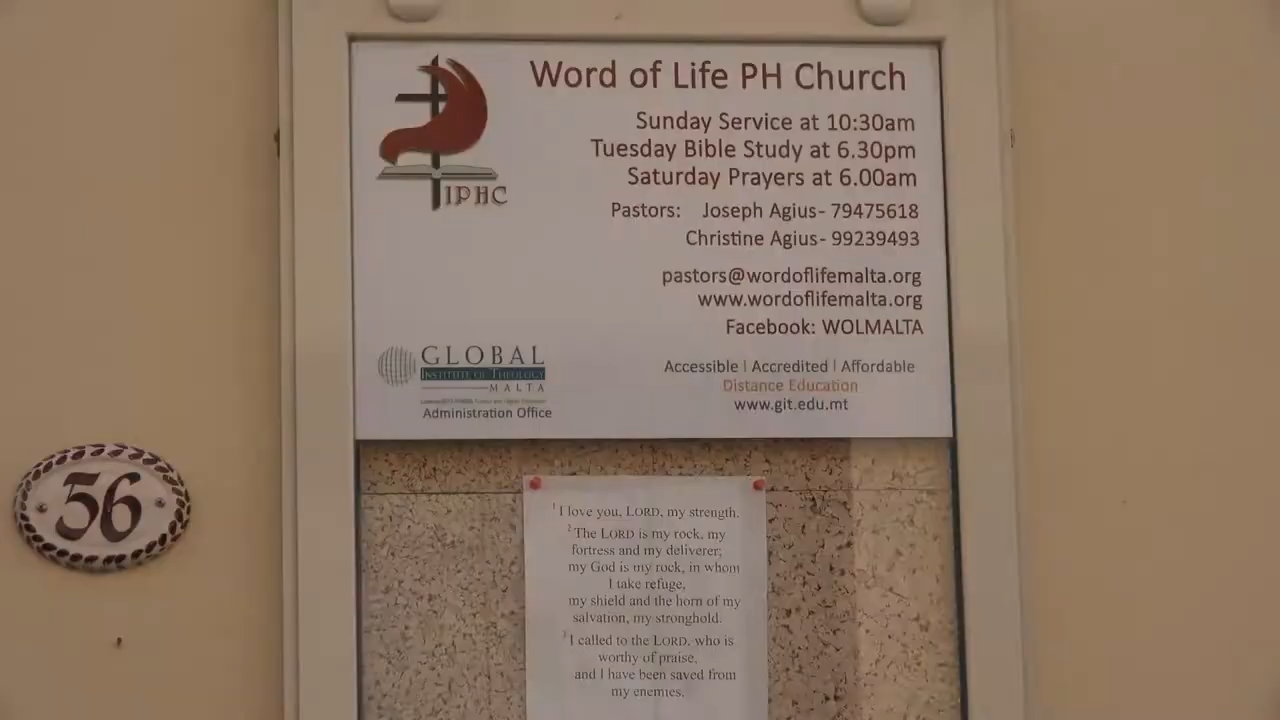 Word of Life PH Church
Sunday Service at 10:30am
Tuesday Bible Study at 6.30pm
Saturday Prayers at 6.00am
Pastors: Joseph Agius- 79475618
Christine Agius- 99239493
pastors@wordoflifemalta.org
www.wordoflifemalta.org
Facebook: WOLMALTA
IPHC
GLOBAL
INSTITUTE OF THEOLOGY
MALTA
Administration Office
Accessible | Accredited | Affordable
Distance Education
www.git.edu.mt
56
1 I love you, LORD, my strength.
2 The LORD is my rock, my
fortress and my deliverer;
my God is my rock, in whom
I take refuge,
my shield and the horn of my
salvation, my stronghold.
3 I called to the LORD, who is
worthy of praise,
and I have been saved from
my enemies.